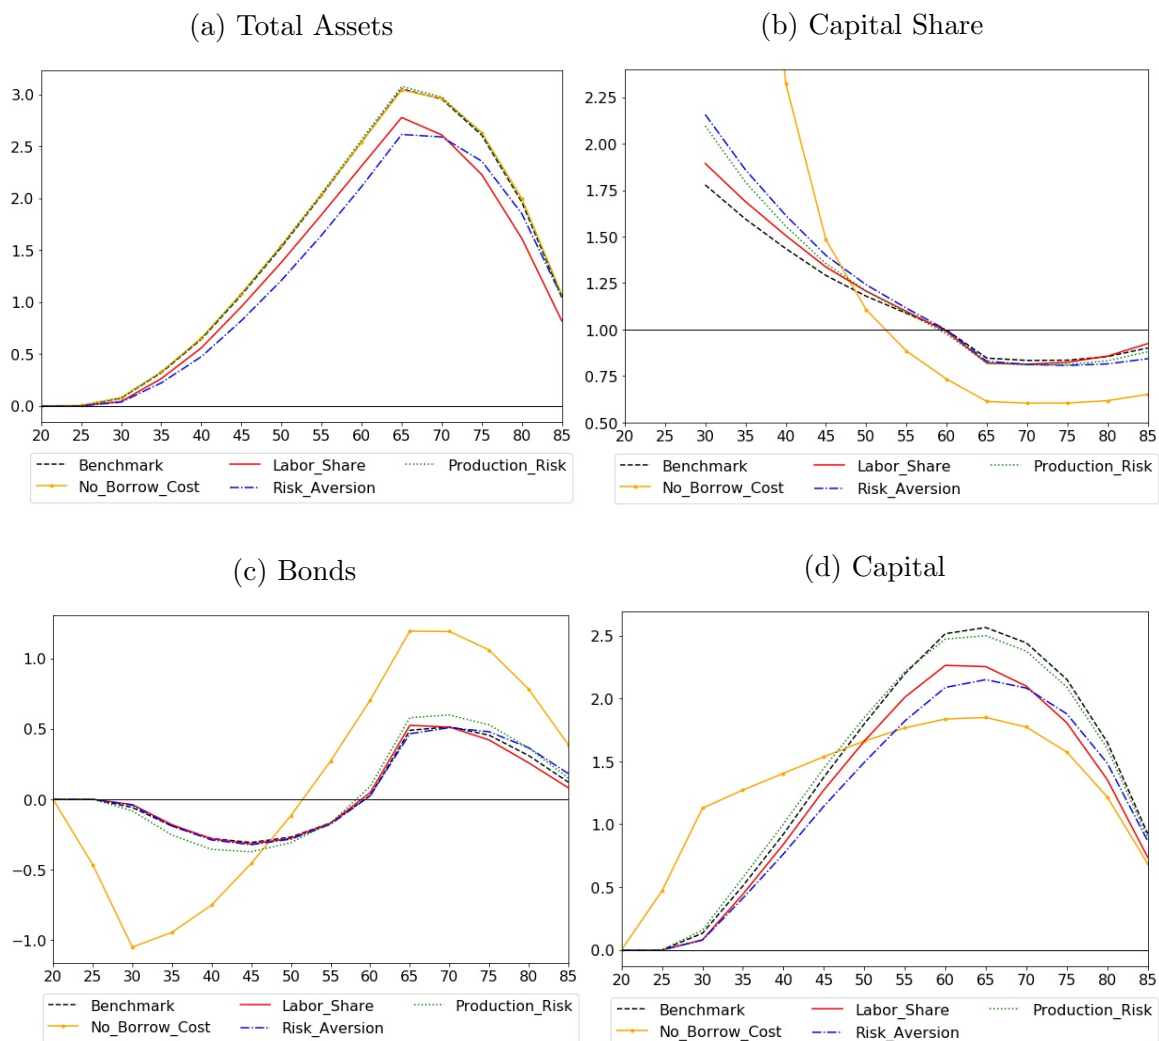 (a) Total Assets
3.0
2.5
2.0
1.5
1.0
0.5
0.0
20 25 30 35 40 45 50 55 60 65 70 75 80 85
Benchmark Labor_Share Production_Risk
No_Borrow_Cost Risk_Aversion
(b) Capital Share
2.25
2.00
1.75
1.50
1.25
1.00
0.75
0.50
20 25 30 35 40 45 50 55 60 65 70 75 80 85
Benchmark Labor_Share Production_Risk
No_Borrow_Cost Risk_Aversion
(c) Bonds
1.0
0.5
0.0
−0.5
−1.0
20 25 30 35 40 45 50 55 60 65 70 75 80 85
Benchmark Labor_Share Production_Risk
No_Borrow_Cost Risk_Aversion
(d) Capital
2.5
2.0
1.5
1.0
0.5
0.0
20 25 30 35 40 45 50 55 60 65 70 75 80 85
Benchmark Labor_Share Production_Risk
No_Borrow_Cost Risk_Aversion